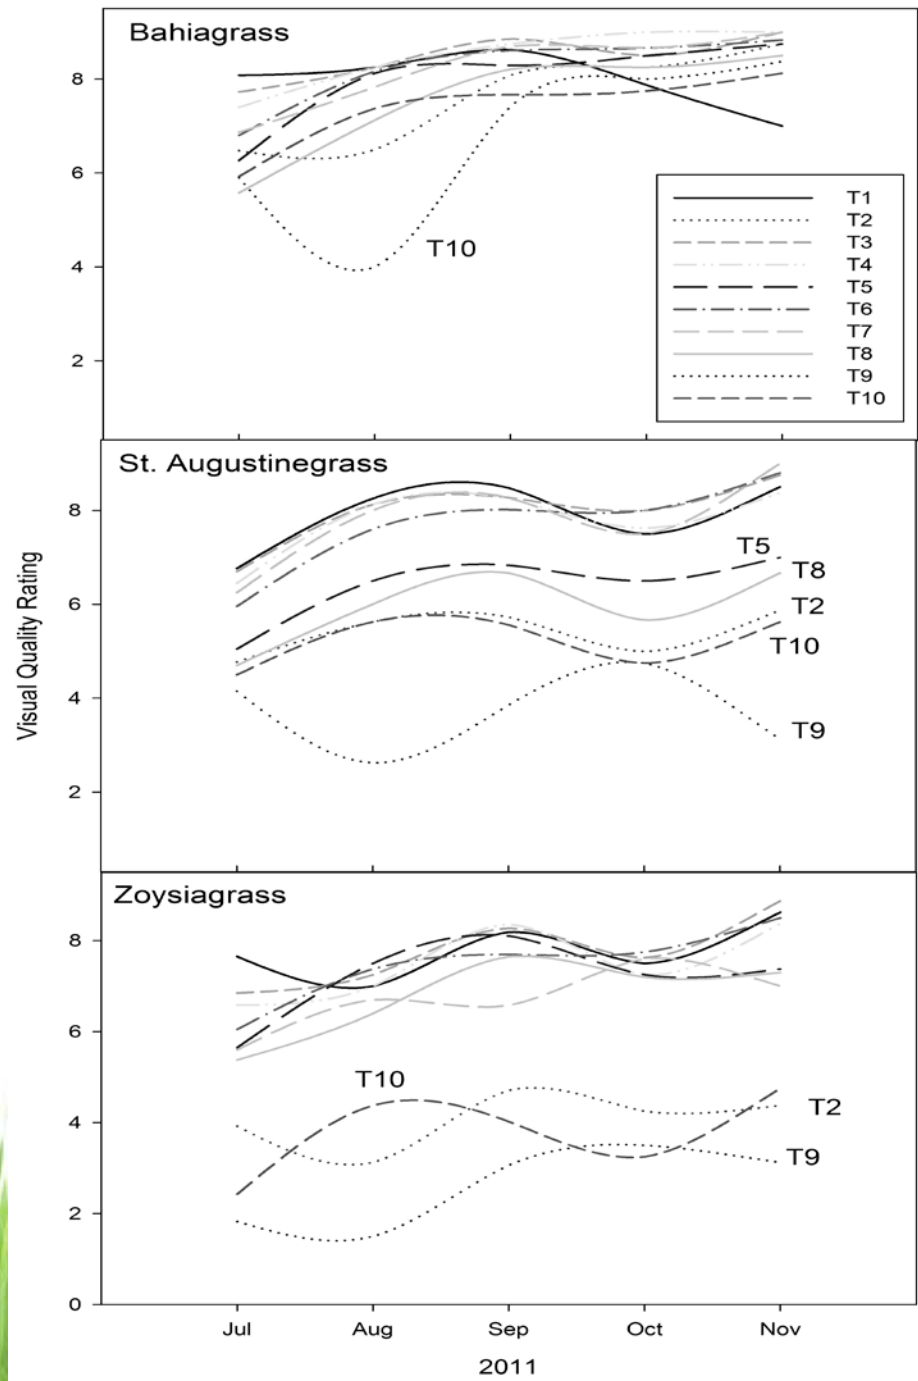 Bahiagrass
8
6
4
2
T10
T1
T2
T3
T4
T5
T6
T7
T8
T9
T10
St. Augustinegrass
8
6
4
2
T5
T8
T2
T10
T9
Visual Quality Rating
Zoysiagrass
8
6
4
2
0
T10
T2
T9
Jul Aug Sep Oct Nov
2011